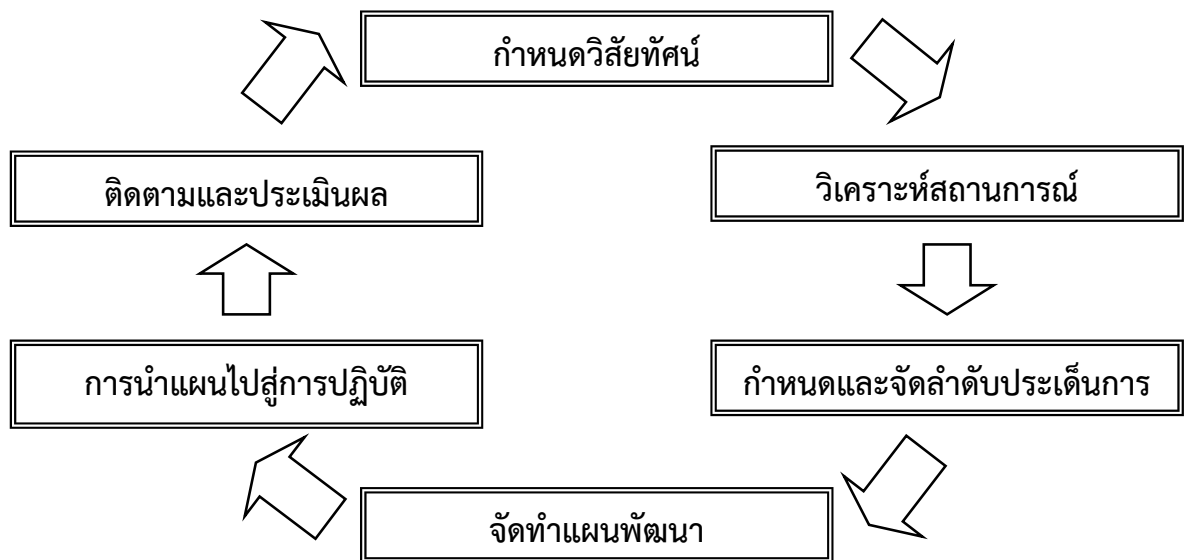 กำหนดวิสัยทัศน์
ติดตามและประเมินผล
วิเคราะห์สถานการณ์
การนำแผนไปสู่การปฏิบัติ
กำหนดและจัดลำดับประเด็นการ
จัดทำแผนพัฒนา